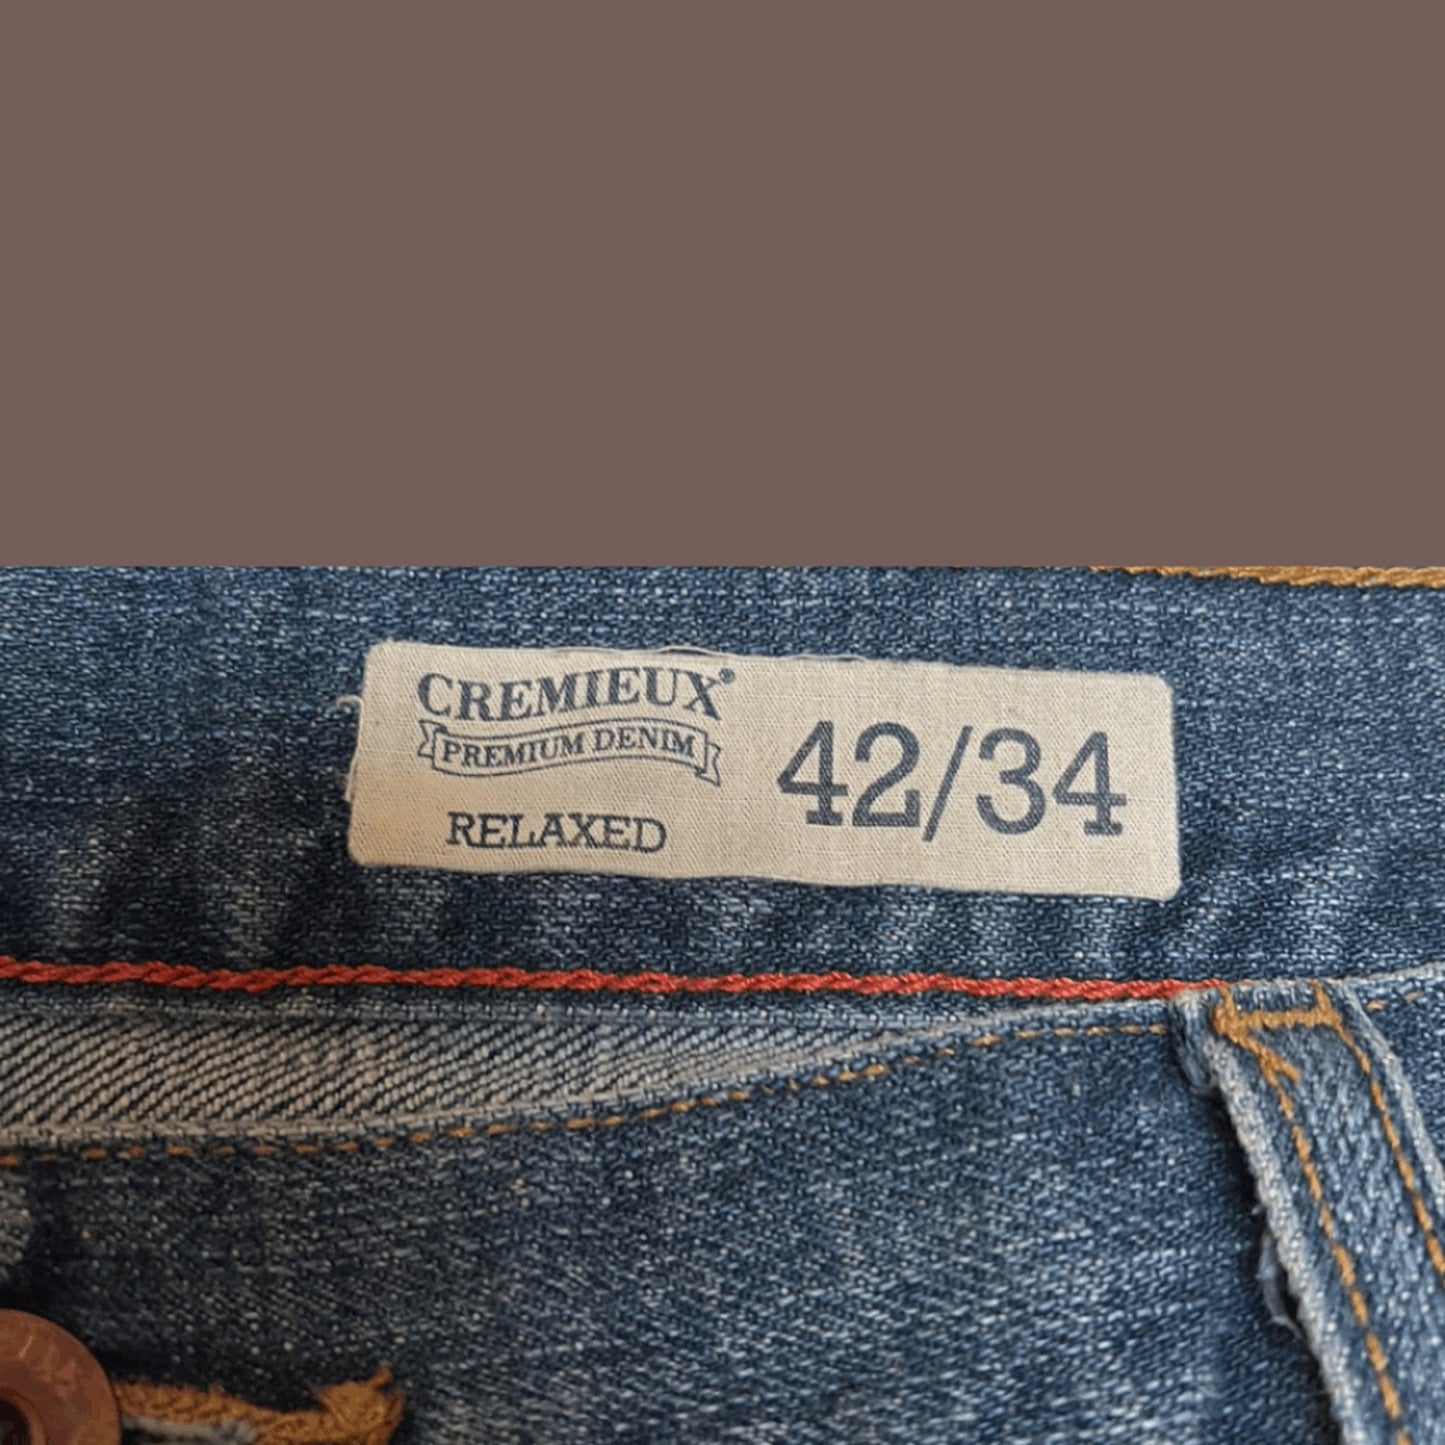 CREMIEUX®
PREMIUM DENIM
RELAXED
42/34